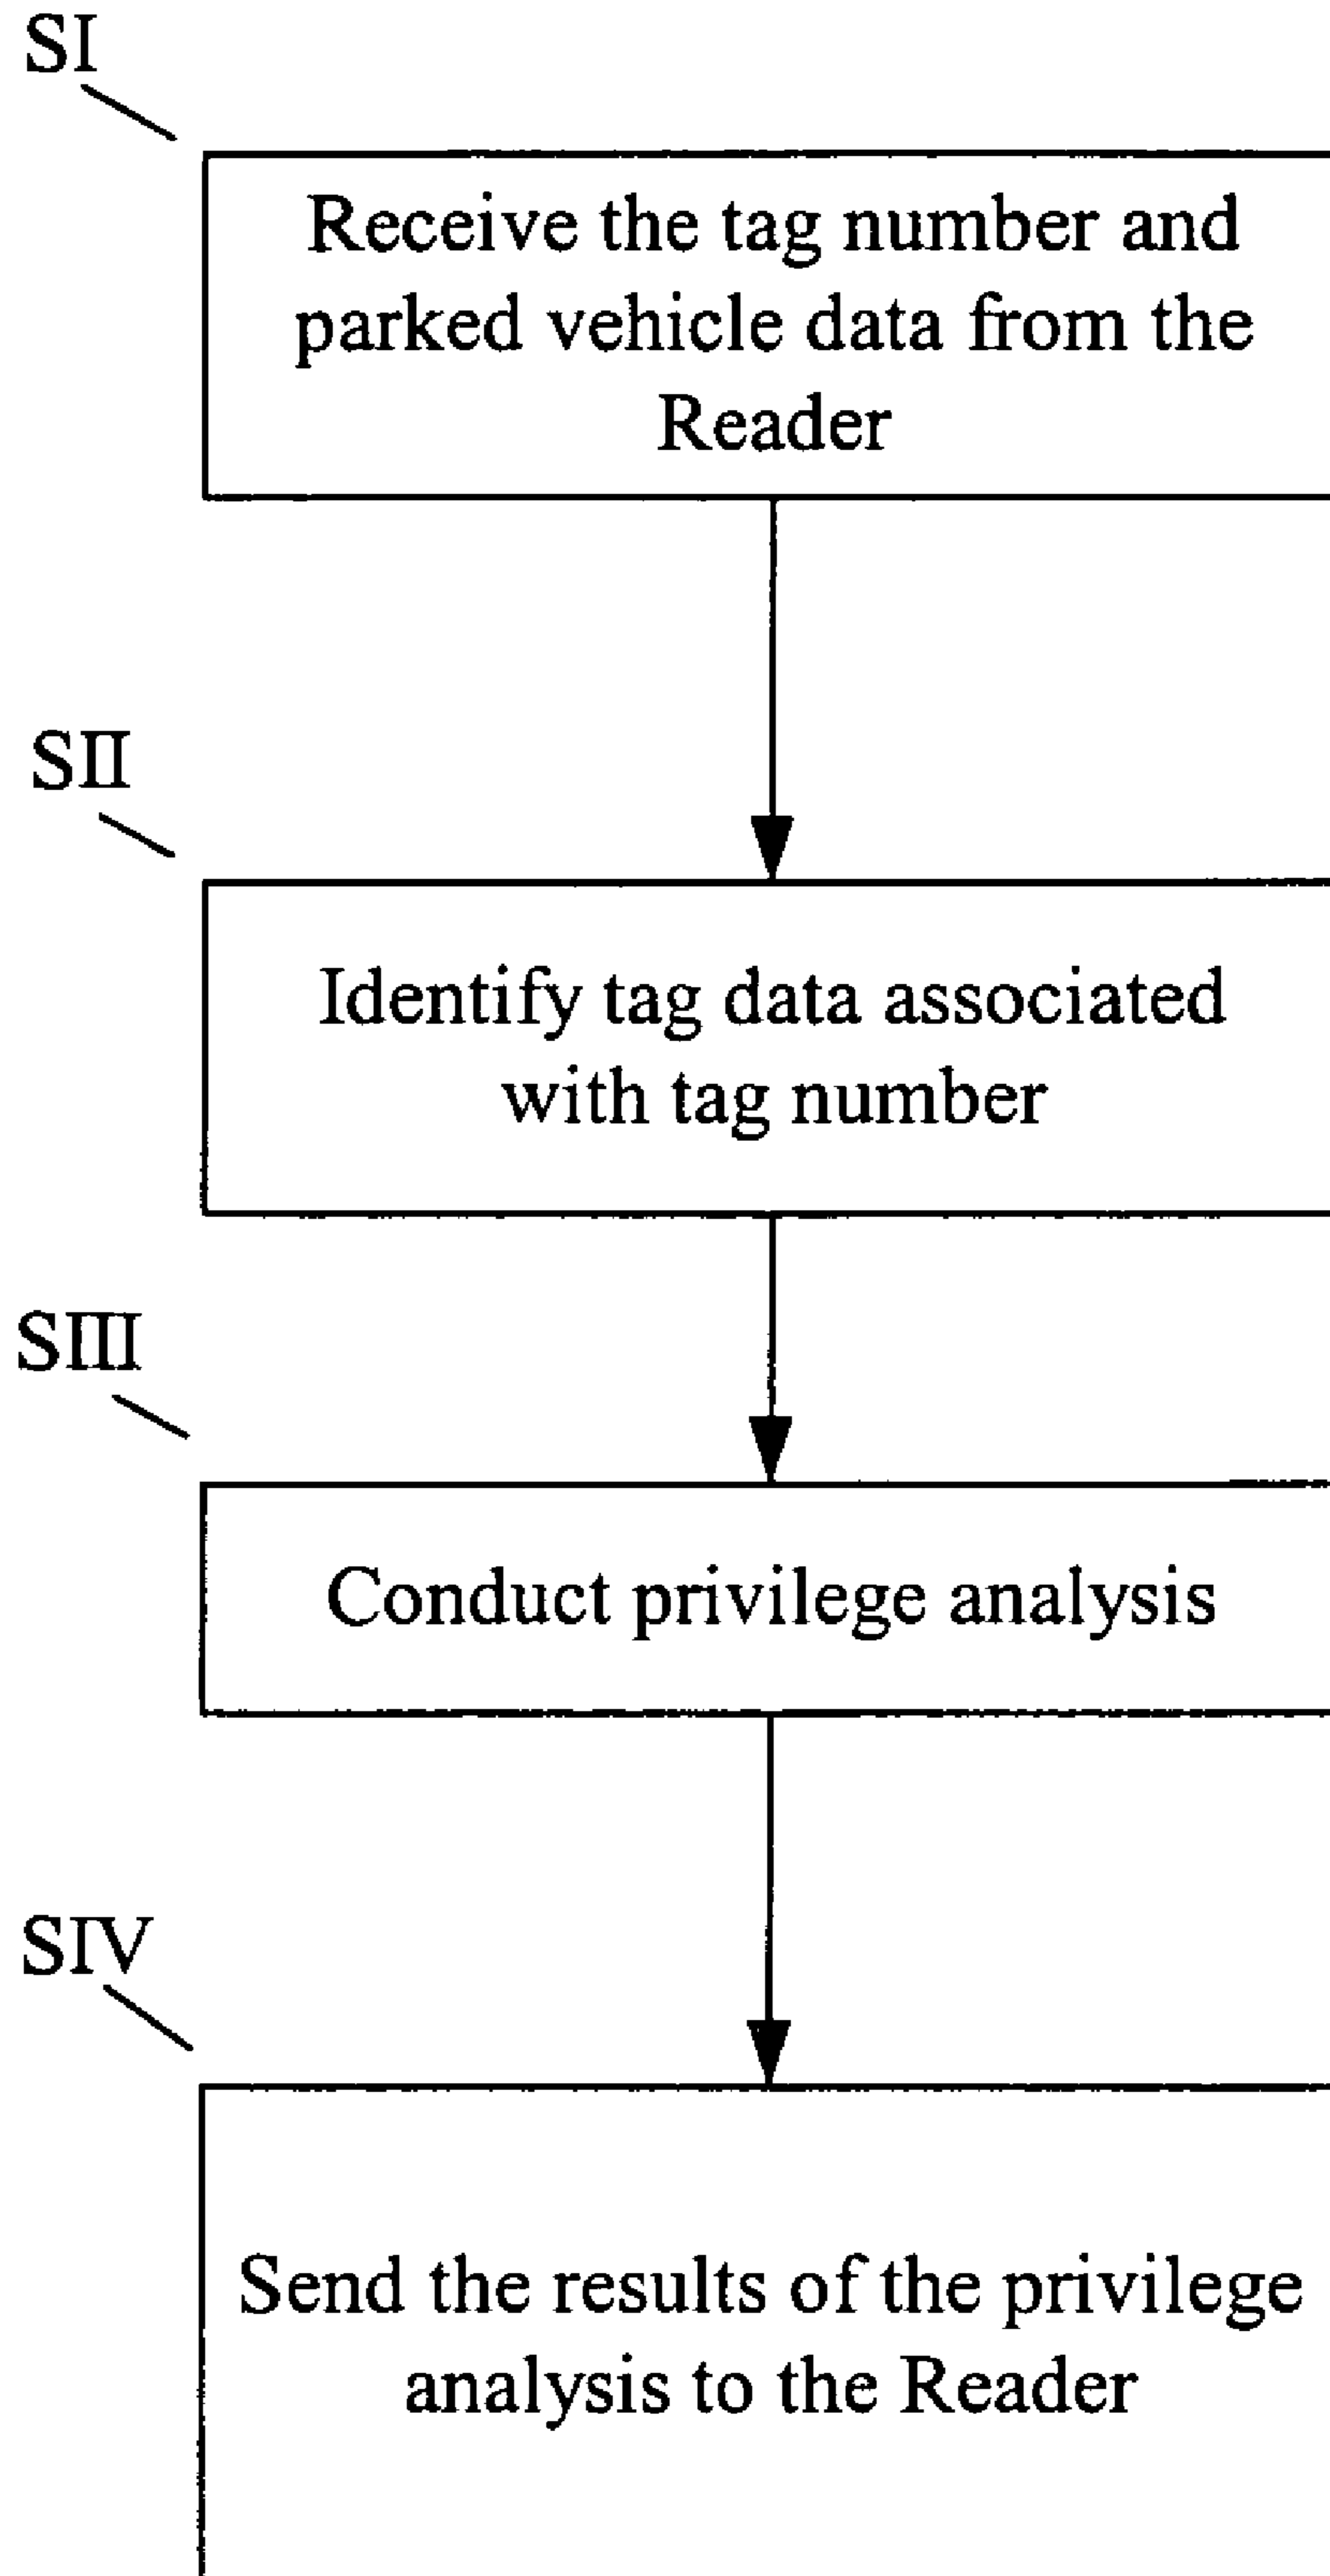 SI
Receive the tag number and
parked vehicle data from the
Reader
SII
Identify tag data associated
with tag number
SIII
Conduct privilege analysis
SIV
Send the results of the privilege
analysis to the Reader